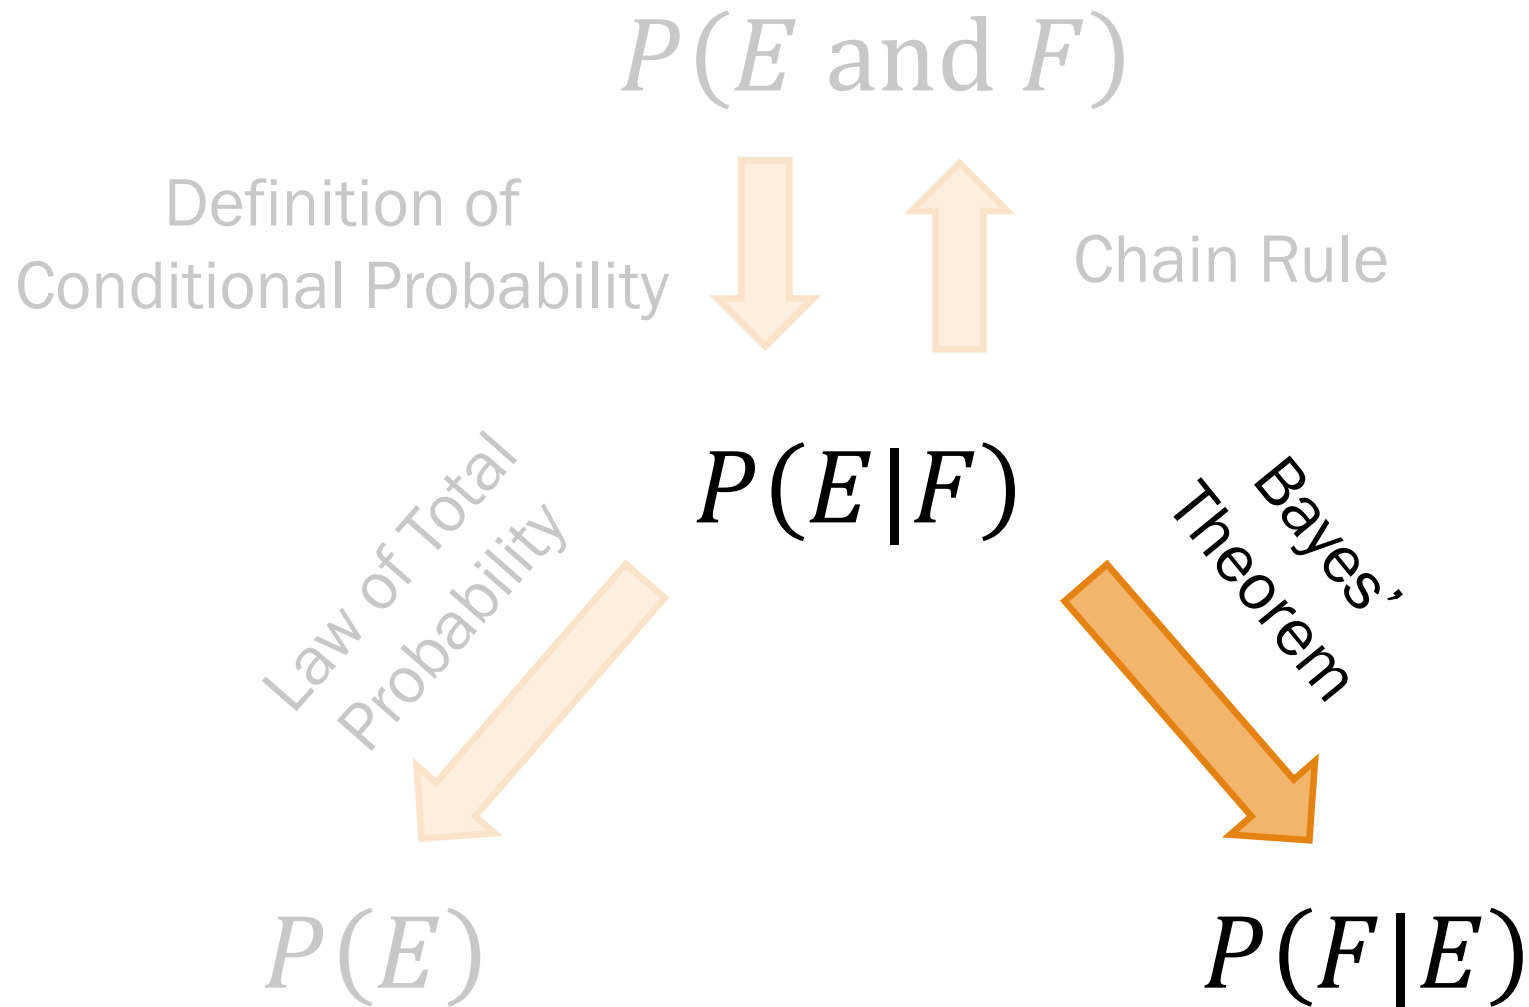 P(E and F)
Definition of
Conditional Probability
Chain Rule
P(E|F)
Law of Total
Probability
Bayes’
Theorem
P(E)
P(F|E)